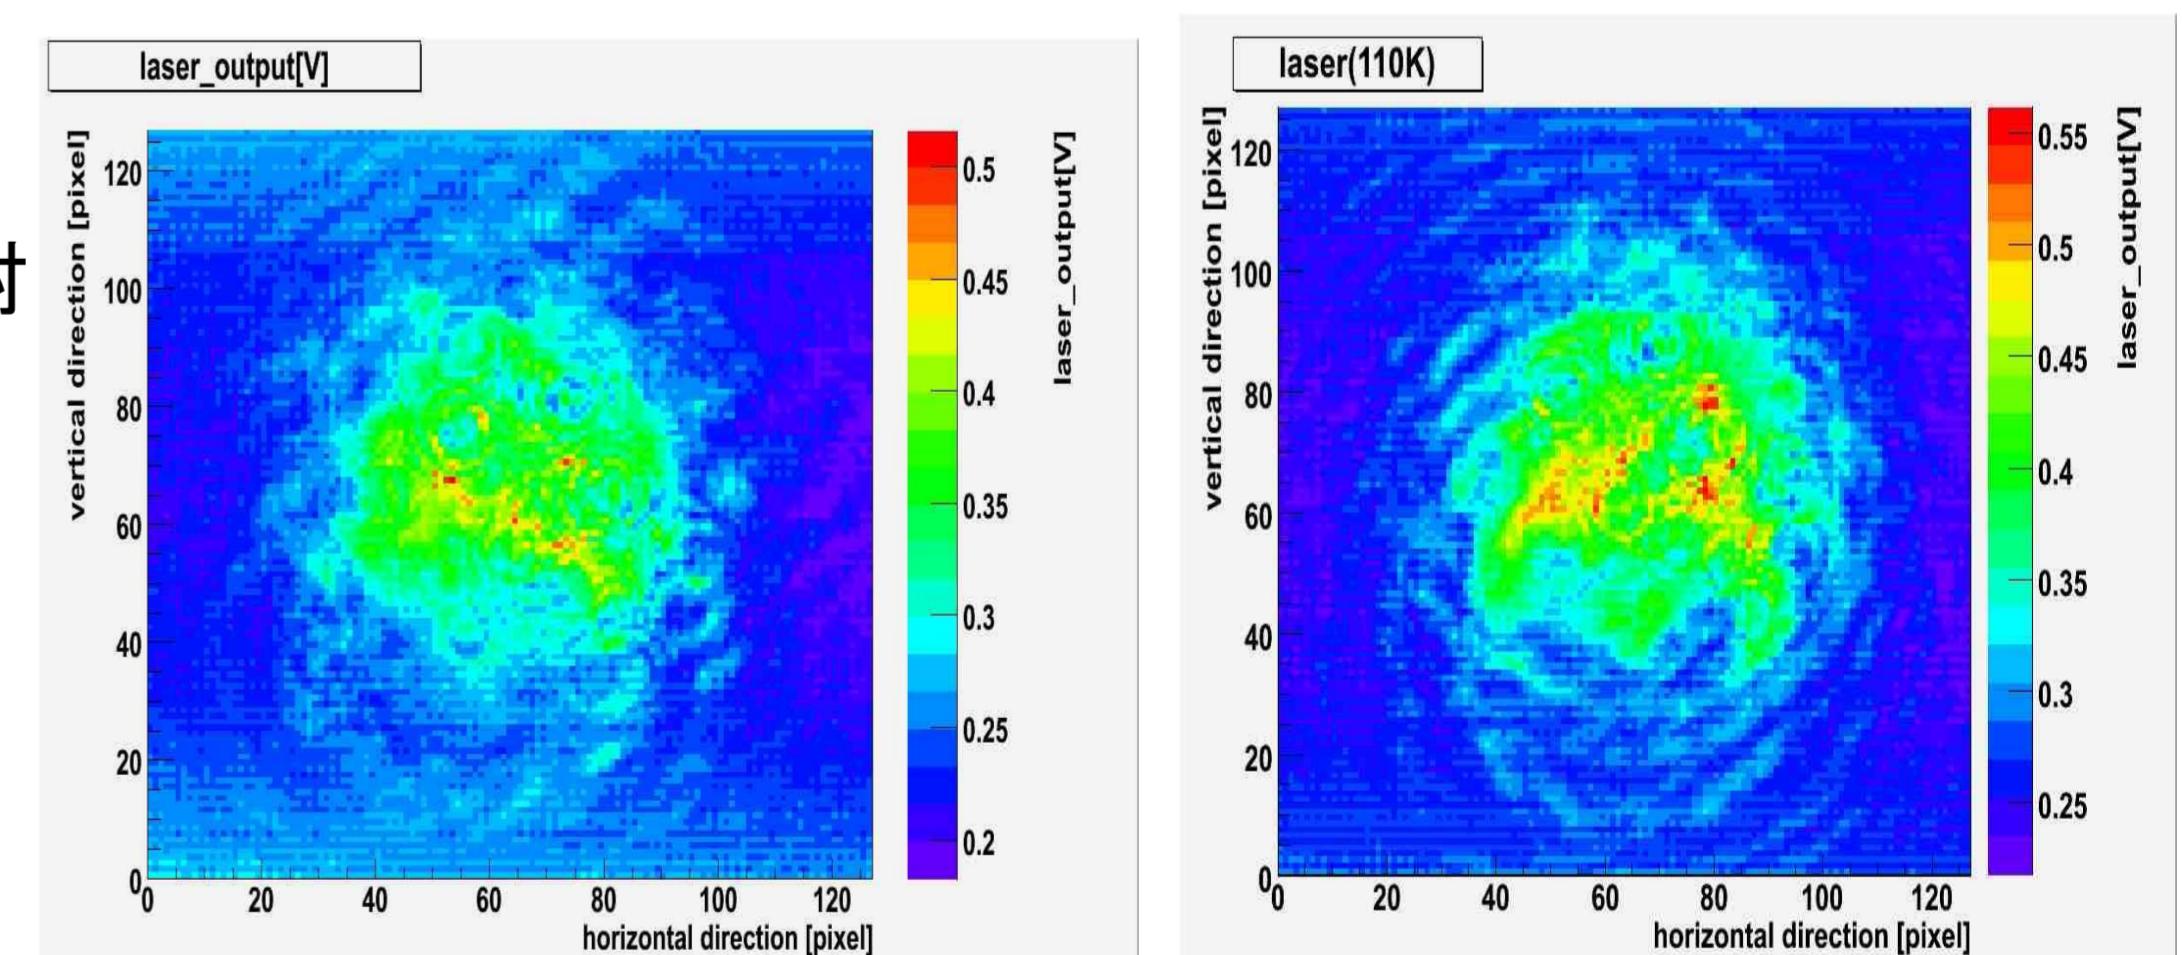 laser_output[V]
vertical direction [pixel]
120
100
80
60
40
20
0
0 20 40 60 80 100 120
horizontal direction [pixel]
0.5
0.45
0.4
0.35
0.3
0.25
0.2
laser_output[V]
laser(110K)
vertical direction [pixel]
120
100
80
60
40
20
0
0 20 40 60 80 100 120
horizontal direction [pixel]
0.55
0.5
0.45
0.4
0.35
0.3
0.25
laser_output[V]